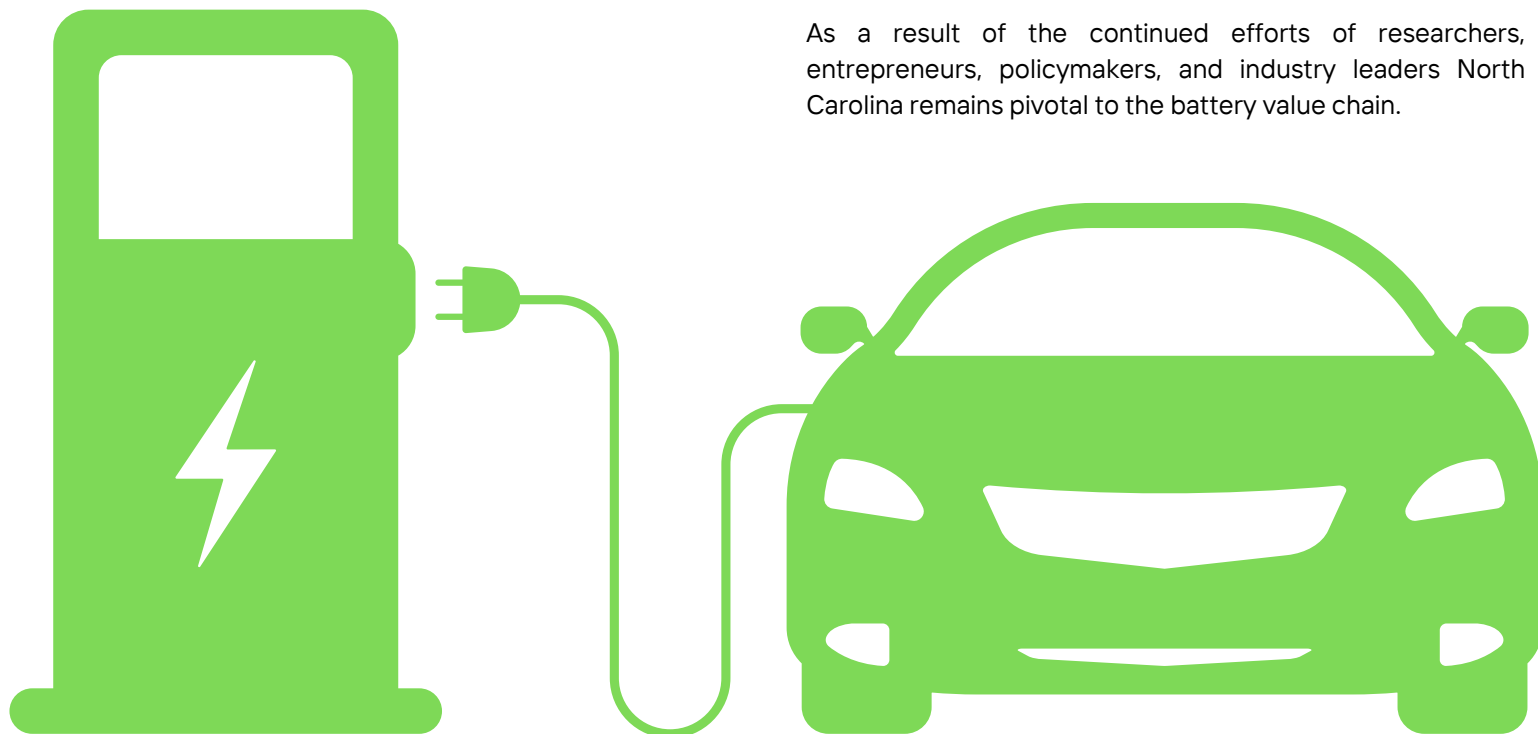 As a result of the continued efforts of researchers,
entrepreneurs, policymakers, and industry leaders North
Carolina remains pivotal to the battery value chain.